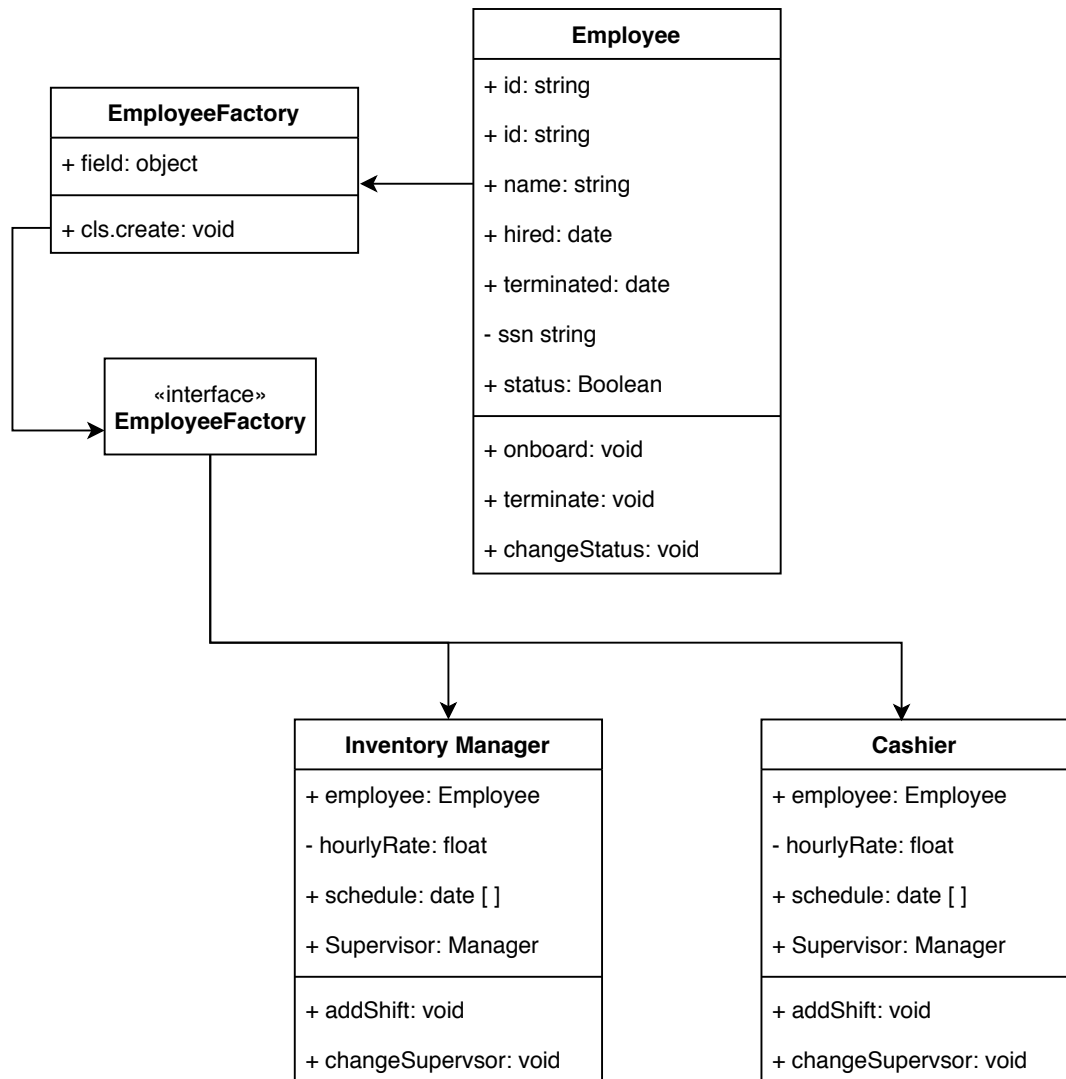 Employee
+ id: string
+ id: string
+ name: string
+ hired: date
+ terminated: date
- ssn string
+ status: Boolean
+ onboard: void
+ terminate: void
+ changeStatus: void
EmployeeFactory
+ field: object
+ cls.create: void
«interface»
EmployeeFactory
Inventory Manager
+ employee: Employee
- hourlyRate: float
+ schedule: date [ ]
+ Supervisor: Manager
+ addShift: void
+ changeSupervsor: void
Cashier
+ employee: Employee
- hourlyRate: float
+ schedule: date [ ]
+ Supervisor: Manager
+ addShift: void
+ changeSupervsor: void